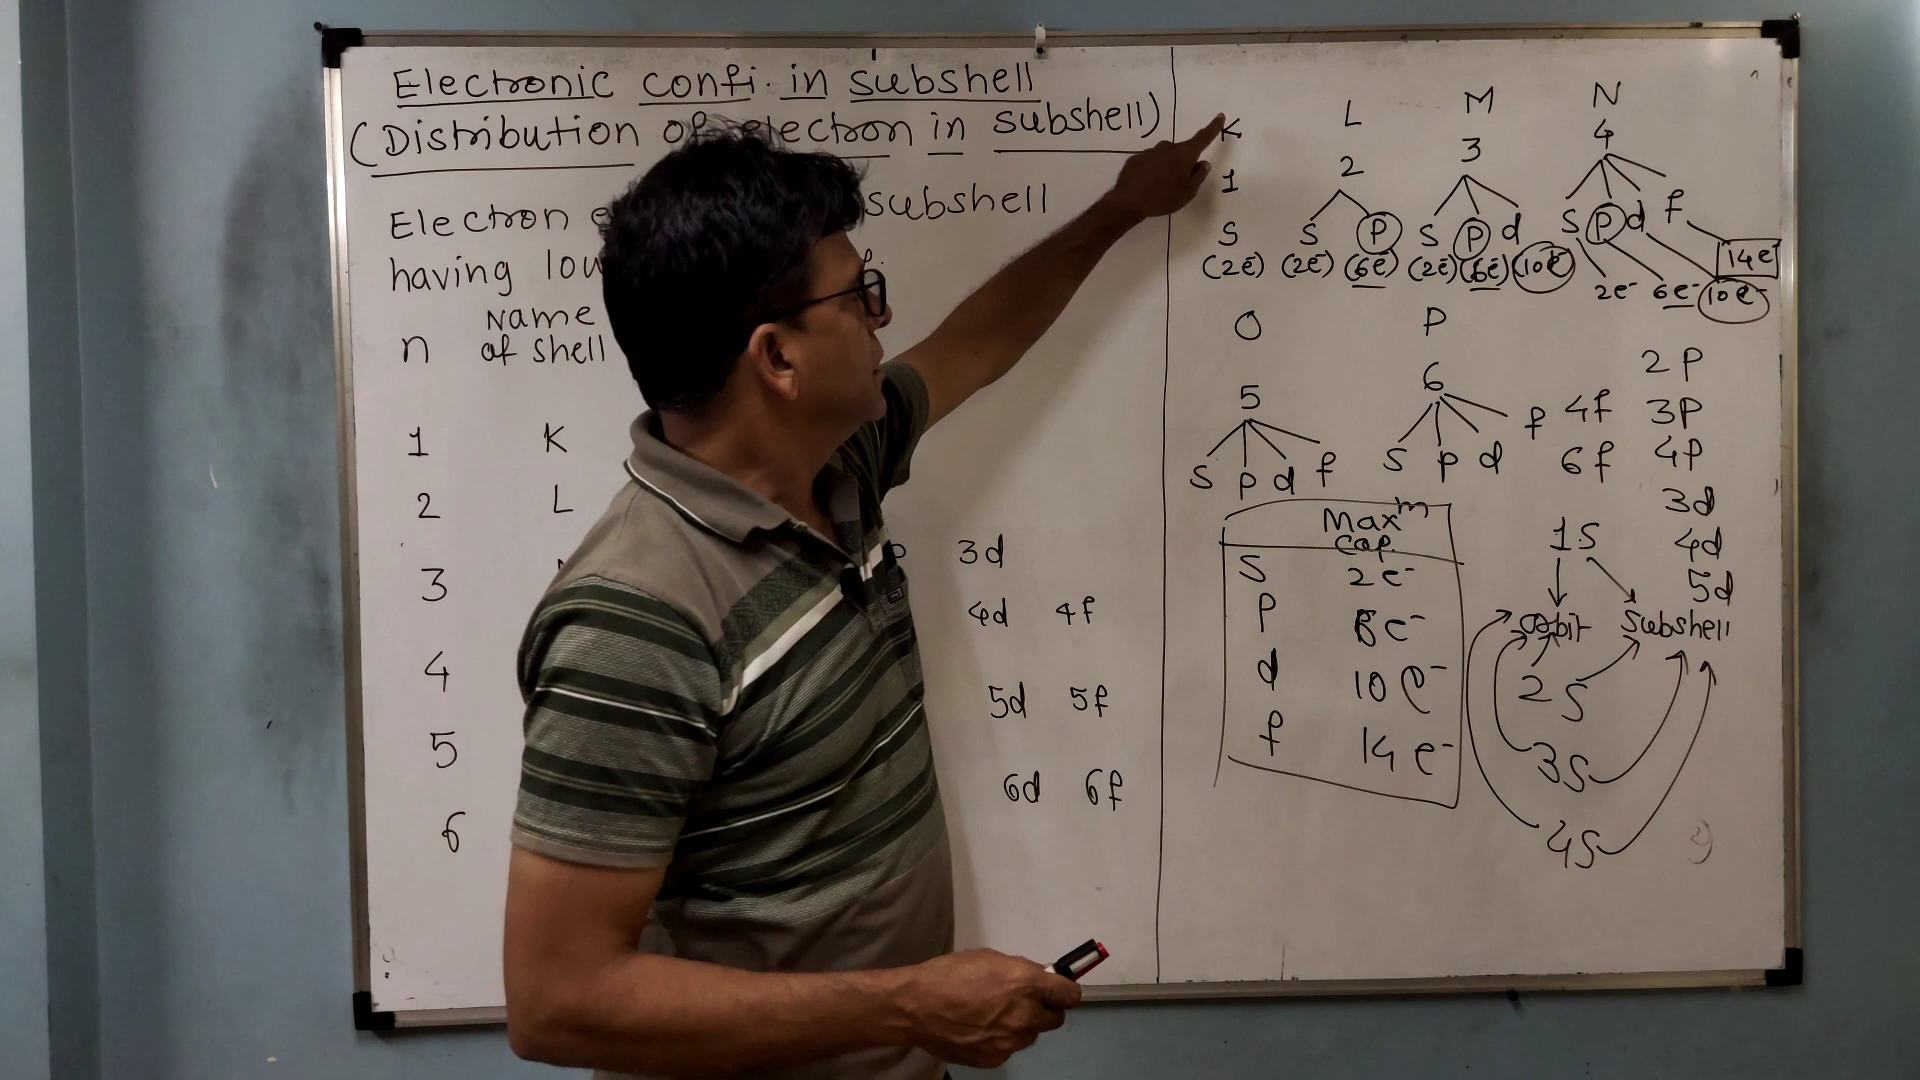 Electronic confi. in subshell
(Distribution of electron in subshell)
Electron subshell
having
n Name of shell
1 K
2 L
3 3d
4 4d 4f
5 5d 5f
6 6d 6f
K L M N
1 2 3 4
S S P S P d S P d f
(2e-) (2e-) (6e-) (2e-) (6e-) 10e- 2e- 6e- 10e- 14e-
O P
5 6
S P d f S P d f
4f 6f
2P
3P
4P
3d
4d
5d
Maxm Cap.
S 2e-
P 6e-
d 10e-
f 14e-
1S
orbit subshell
2S
3S
4S